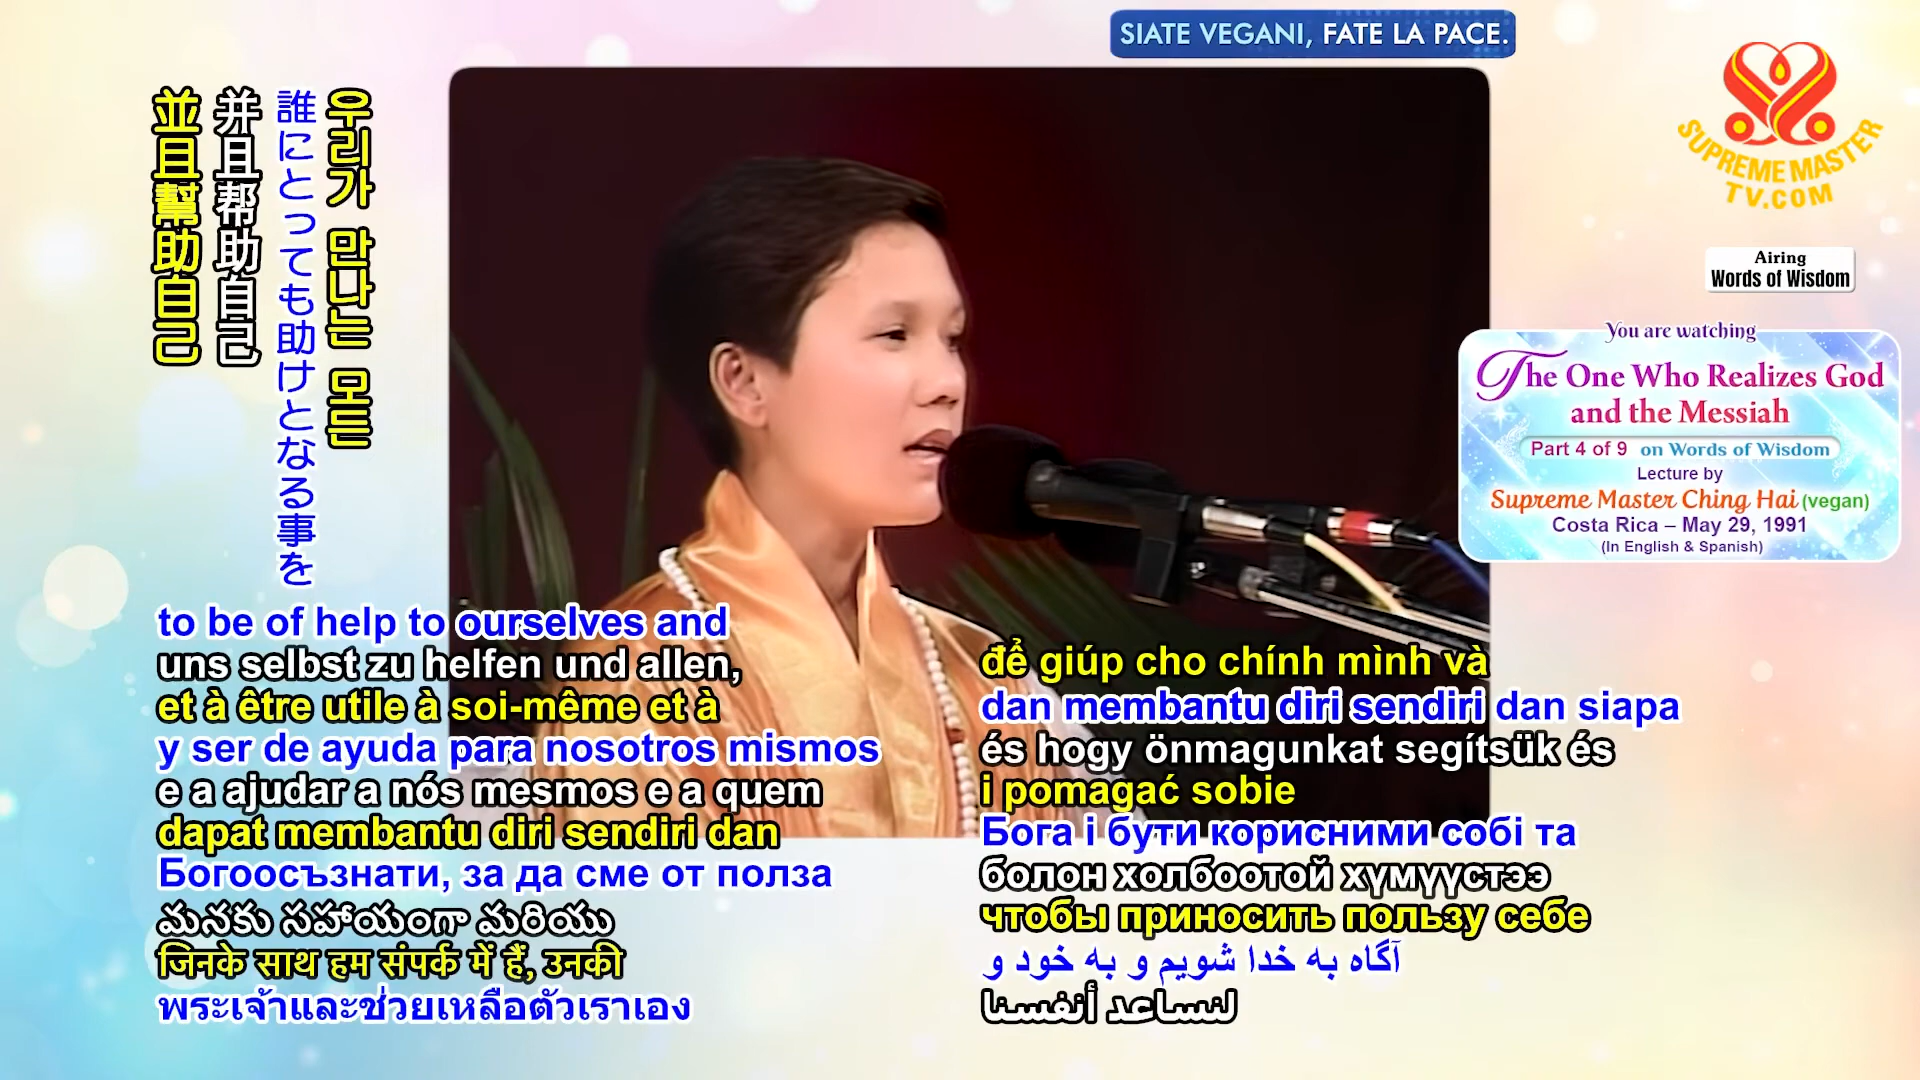 SIATE VEGANI, FATE LA PACE.
SUPREME MASTER
TV.COM
Airing
Words of Wisdom
You are watching
The One Who Realizes God
and the Messiah
Part 4 of 9 on Words of Wisdom
Lecture by
Supreme Master Ching Hai (vegan)
Costa Rica – May 29, 1991
(In English & Spanish)
우리가 만나는 모든
誰にとっても助けとなる事を
并且帮助自己
並且幫助自己
to be of help to ourselves and
uns selbst zu helfen und allen,
et à être utile à soi-même et à
y ser de ayuda para nosotros mismos
e a ajudar a nós mesmos e a quem
dapat membantu diri sendiri dan
Богоосъзнати, за да сме от полза
మనకు సహాయంగా మరియు
जिनके साथ हम संपर्क में हैं, उनकी
พระเจ้าและช่วยเหลือตัวเราเอง
để giúp cho chính mình và
dan membantu diri sendiri dan siapa
és hogy önmagunkat segítsük és
i pomagać sobie
Бога і бути корисними собі та
болон холбоотой хүмүүстээ
чтобы приносить пользу себе
آگاه به خدا شویم و به خود و
لنساعد أنفسنا